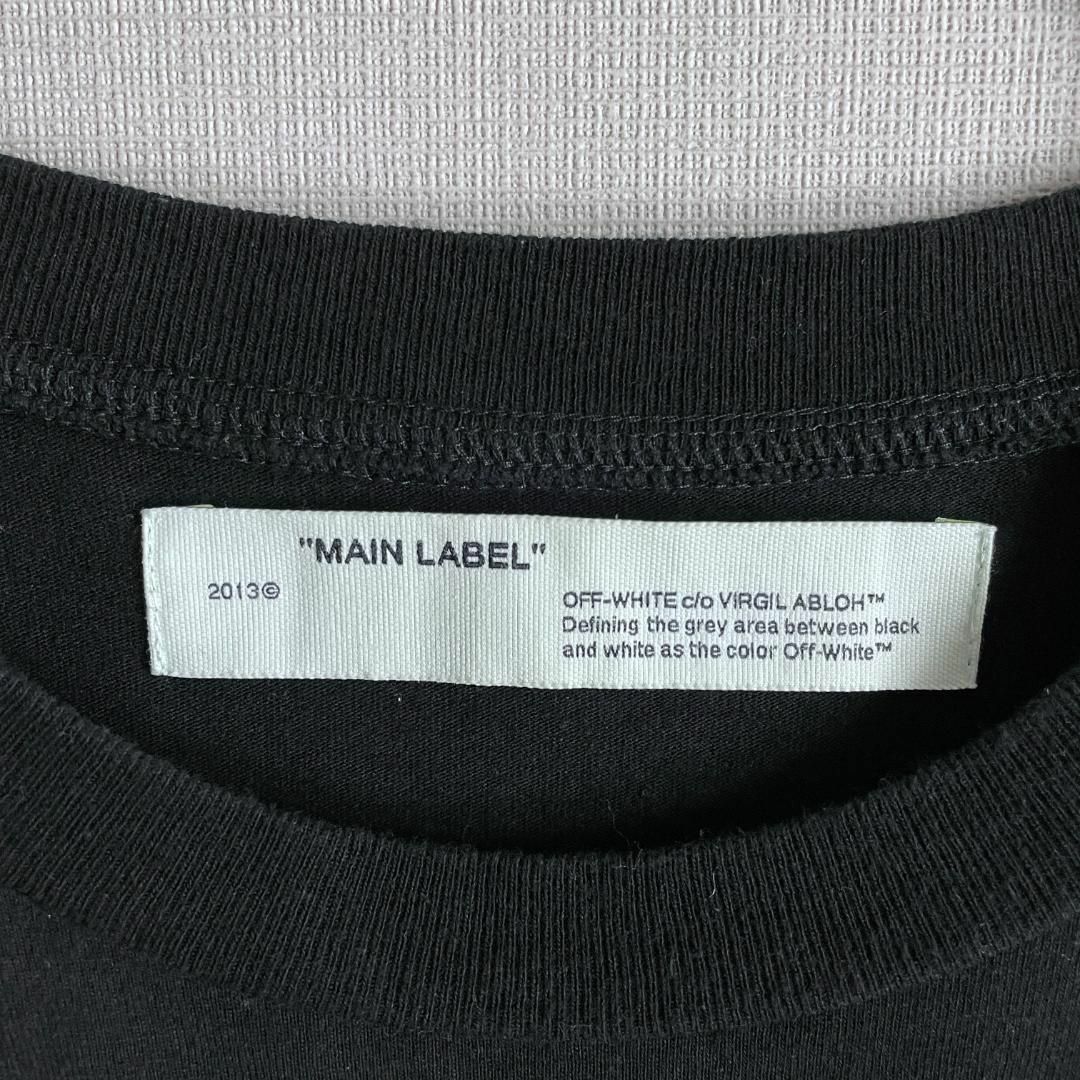 "MAIN LABEL"
2013©
OFF-WHITE c/o VIRGIL ABLOH™
Defining the grey area between black
and white as the color Off-White™